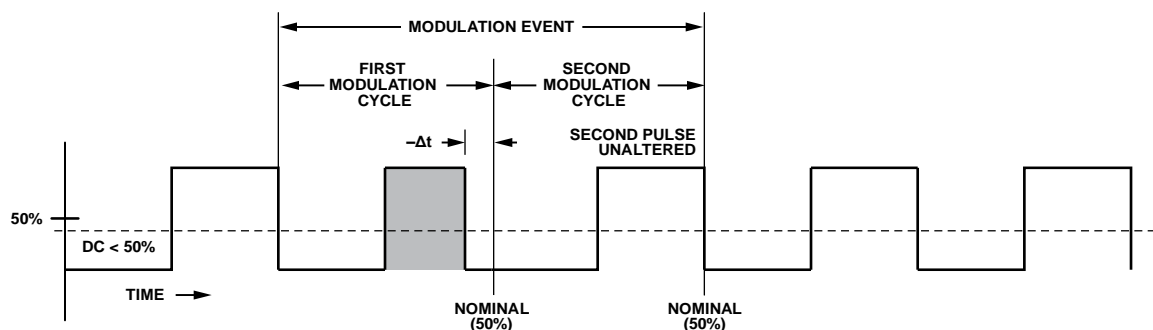 MODULATION EVENT
FIRST
MODULATION
CYCLE
SECOND
MODULATION
CYCLE
–Δt
SECOND PULSE
UNALTERED
50%
DC < 50%
TIME
NOMINAL
(50%)
NOMINAL
(50%)